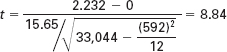 t = 2.232 − 0 / 15.65 / √33,044 − (592)² / 12 = 8.84